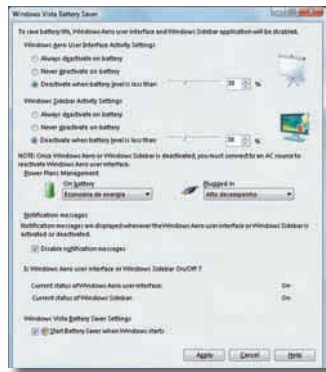 Windows Vista Battery Saver
To save battery life, Windows Aero user interface and Windows Sidebar application will be disabled.
Windows Aero User Interface Activity Settings
Always deactivate on battery
Never deactivate on battery
Deactivate when battery level is less than %
Windows Sidebar Activity Settings
Always deactivate on battery
Never deactivate on battery
Deactivate when battery level is less than %
NOTE: Once Windows Aero or Windows Sidebar is deactivated, you must connect to an AC source to
reactivate Windows Aero user interface.
Power Plans Management
On battery Plugged in
Economia de energia Alto desempenho
Notification messages
Notification messages are displayed whenever the Windows Aero user interface or Windows Sidebar is
activated or deactivated.
Disable notification messages
Is Windows Aero user interface or Windows Sidebar On/Off ?
Current status of Windows Aero user interface: On
Current status of Windows Sidebar: On
Windows Vista Battery Saver Settings
Start Battery Saver when Windows starts
Apply Cancel Help